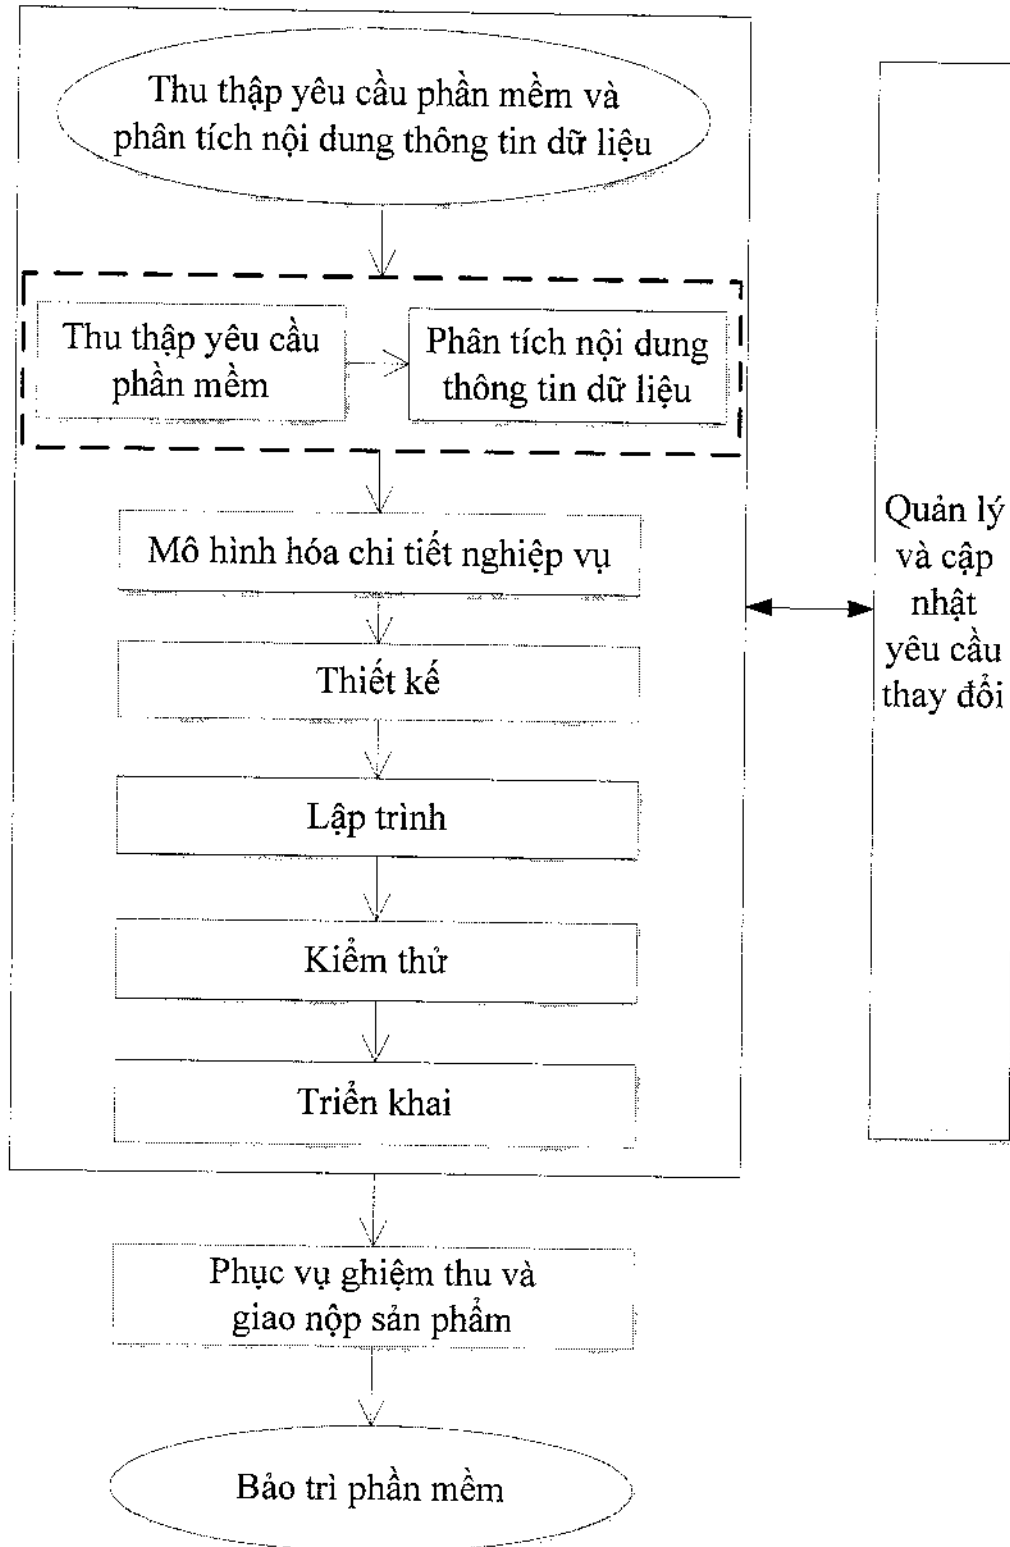 Thu thập yêu cầu phần mềm và
phân tích nội dung thông tin dữ liệu
Thu thập yêu cầu
phần mềm
Phân tích nội dung
thông tin dữ liệu
Mô hình hóa chi tiết nghiệp vụ
Thiết kế
Lập trình
Kiểm thử
Triển khai
Quản lý
và cập
nhật
yêu cầu
thay đổi
Phục vụ ghiệm thu và
giao nộp sản phẩm
Bảo trì phần mềm